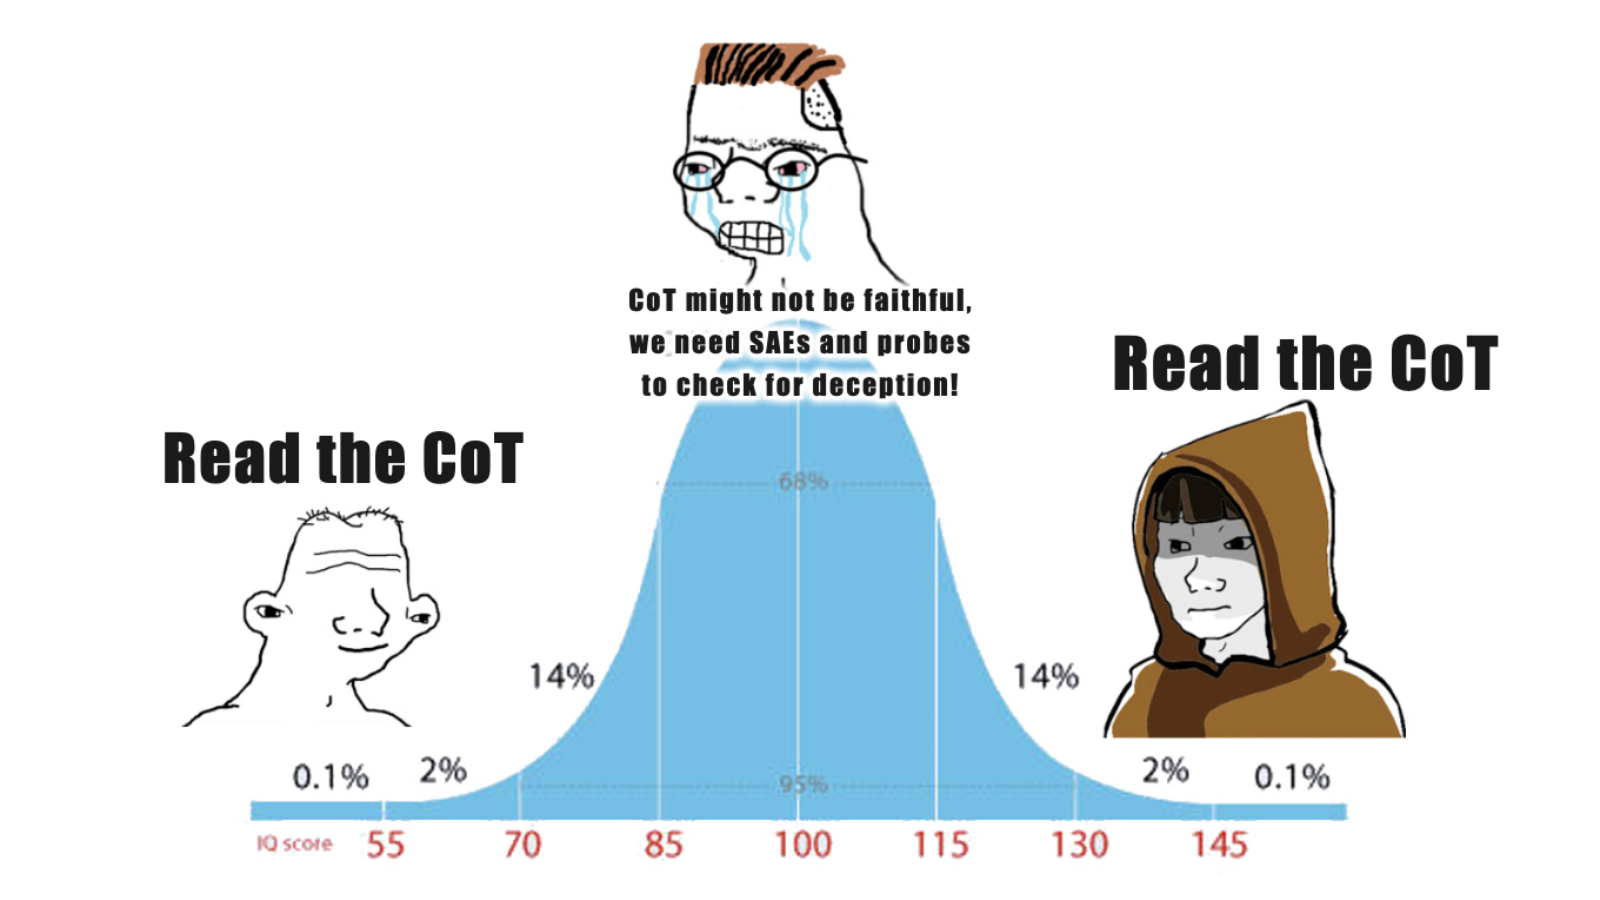 CoT might not be faithful,
we need SAEs and probes
to check for deception!
Read the CoT
Read the CoT
68%
14%
14%
0.1%
2%
95%
2%
0.1%
IQ score
55
70
85
100
115
130
145